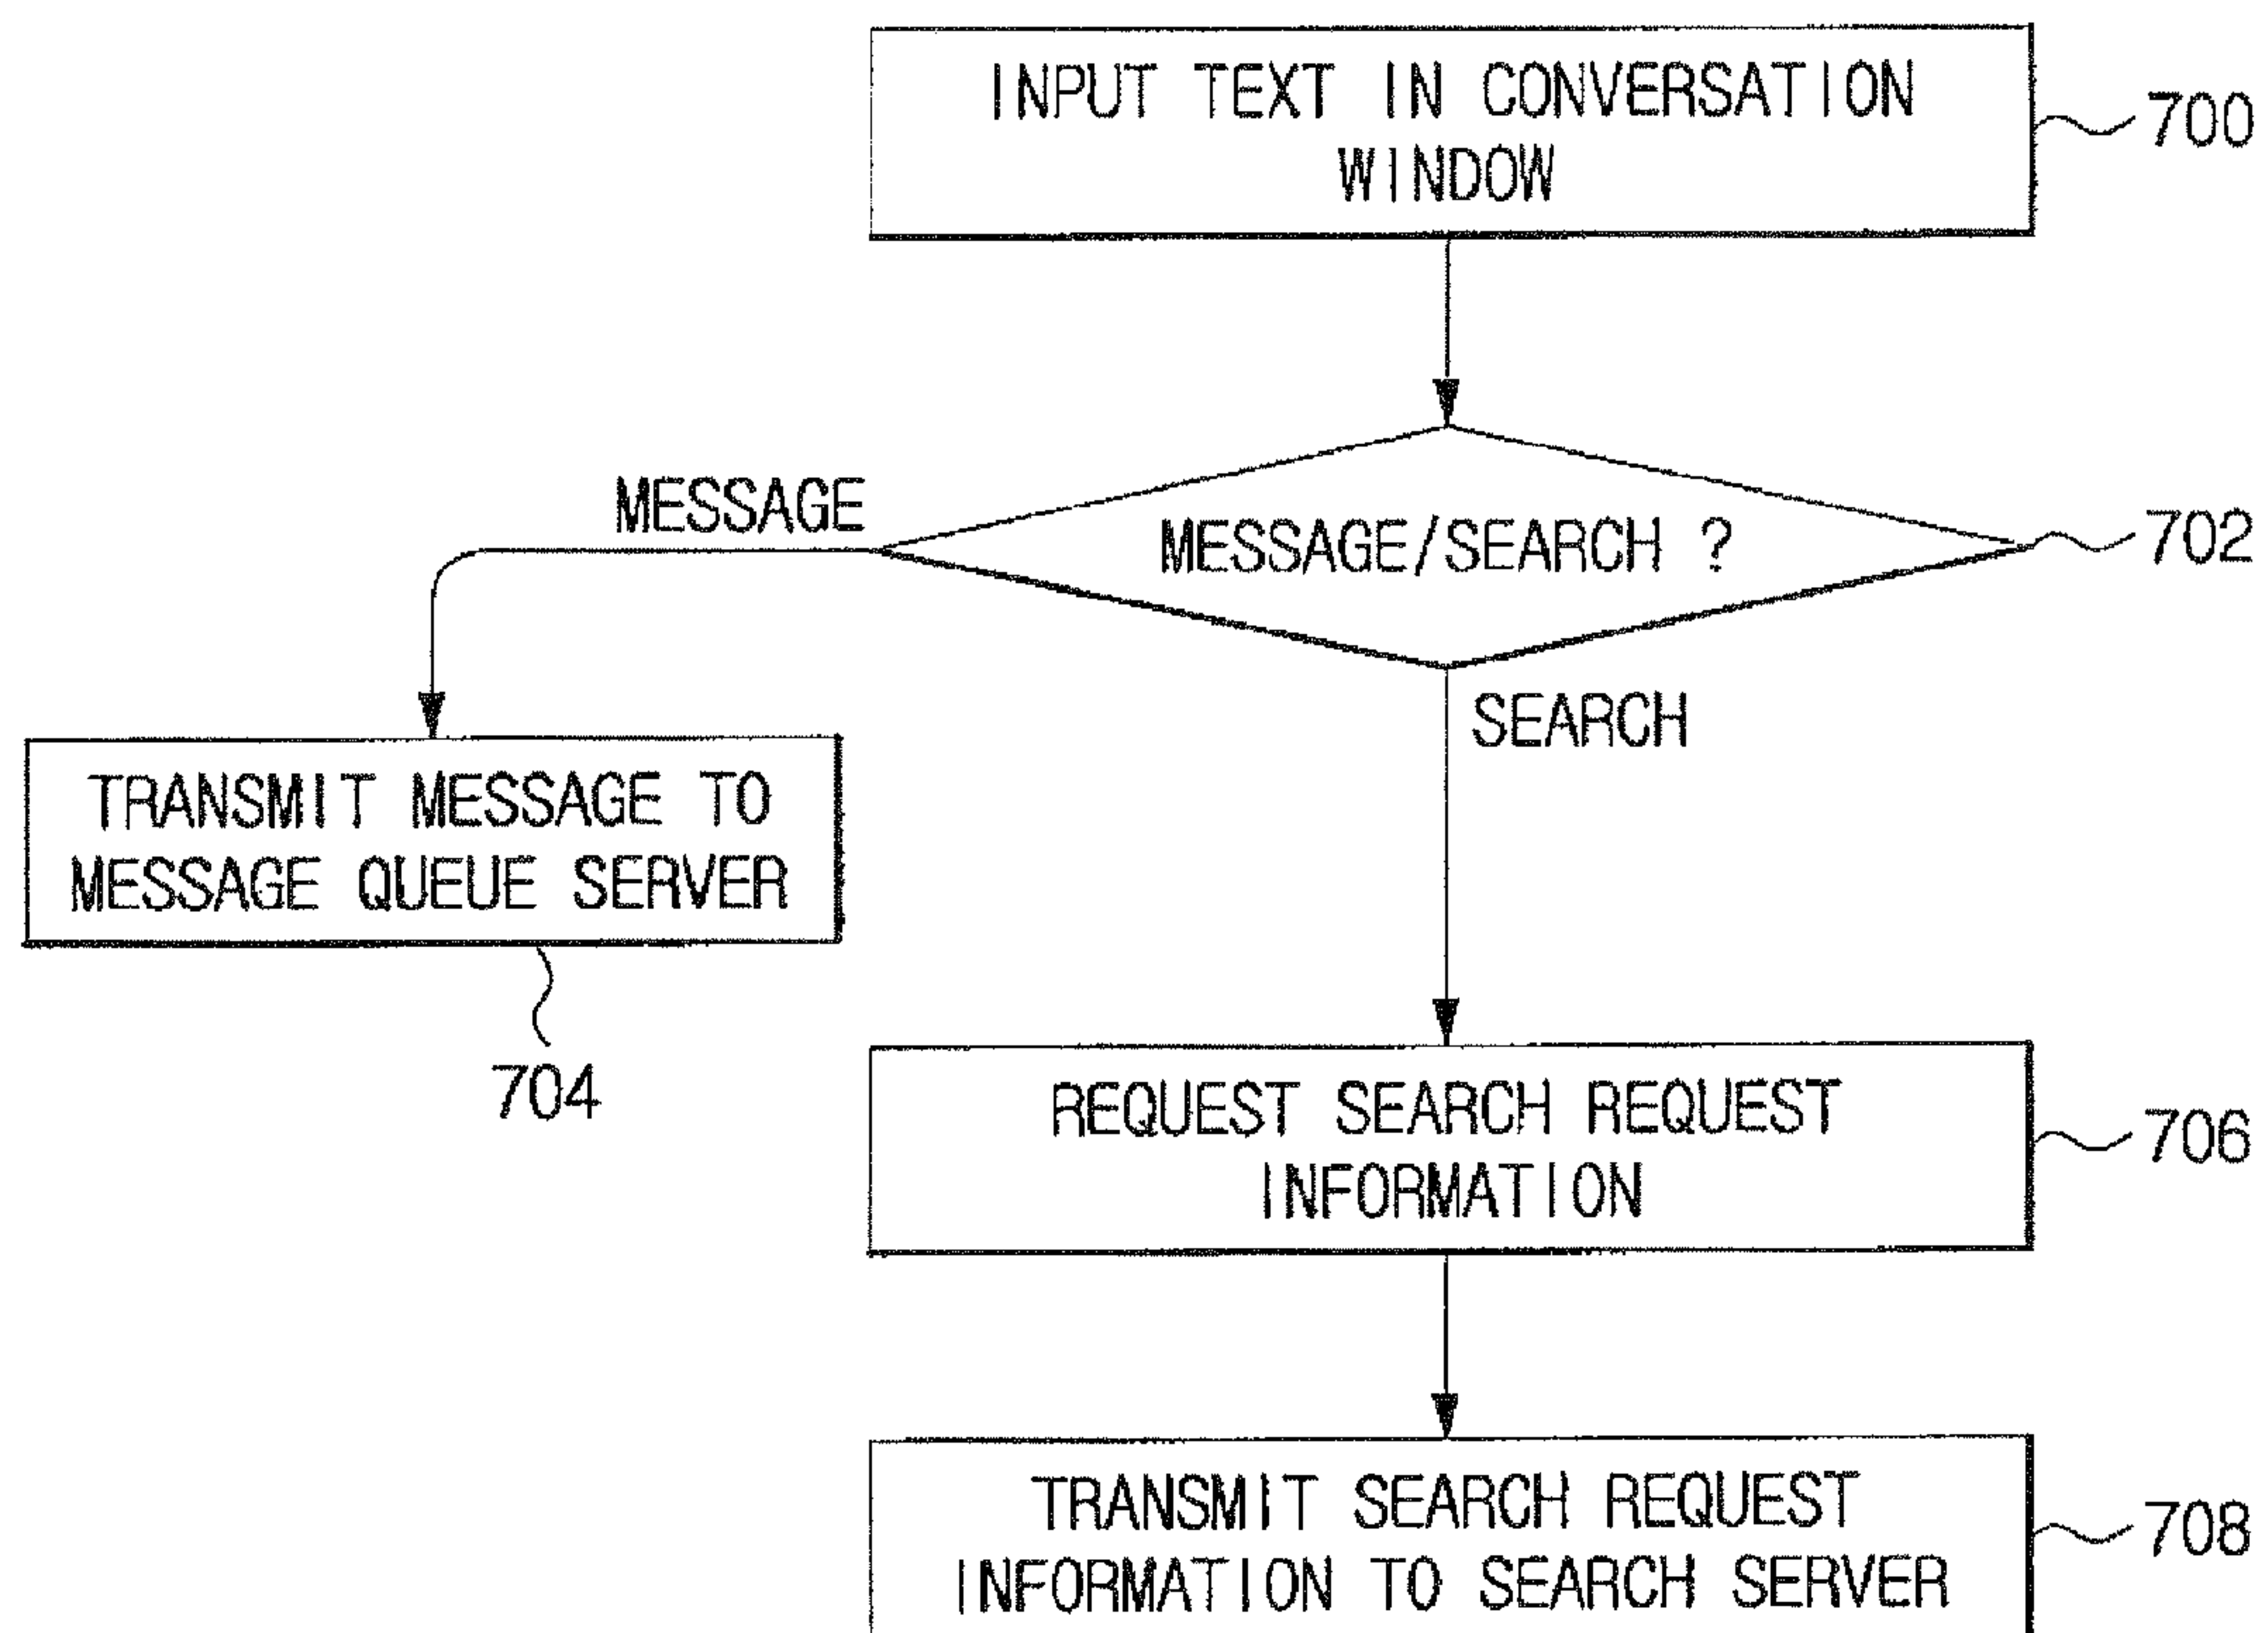 INPUT TEXT IN CONVERSATION
WINDOW
700
MESSAGE
MESSAGE/SEARCH ?
702
SEARCH
TRANSMIT MESSAGE TO
MESSAGE QUEUE SERVER
704
REQUEST SEARCH REQUEST
INFORMATION
706
TRANSMIT SEARCH REQUEST
INFORMATION TO SEARCH SERVER
708